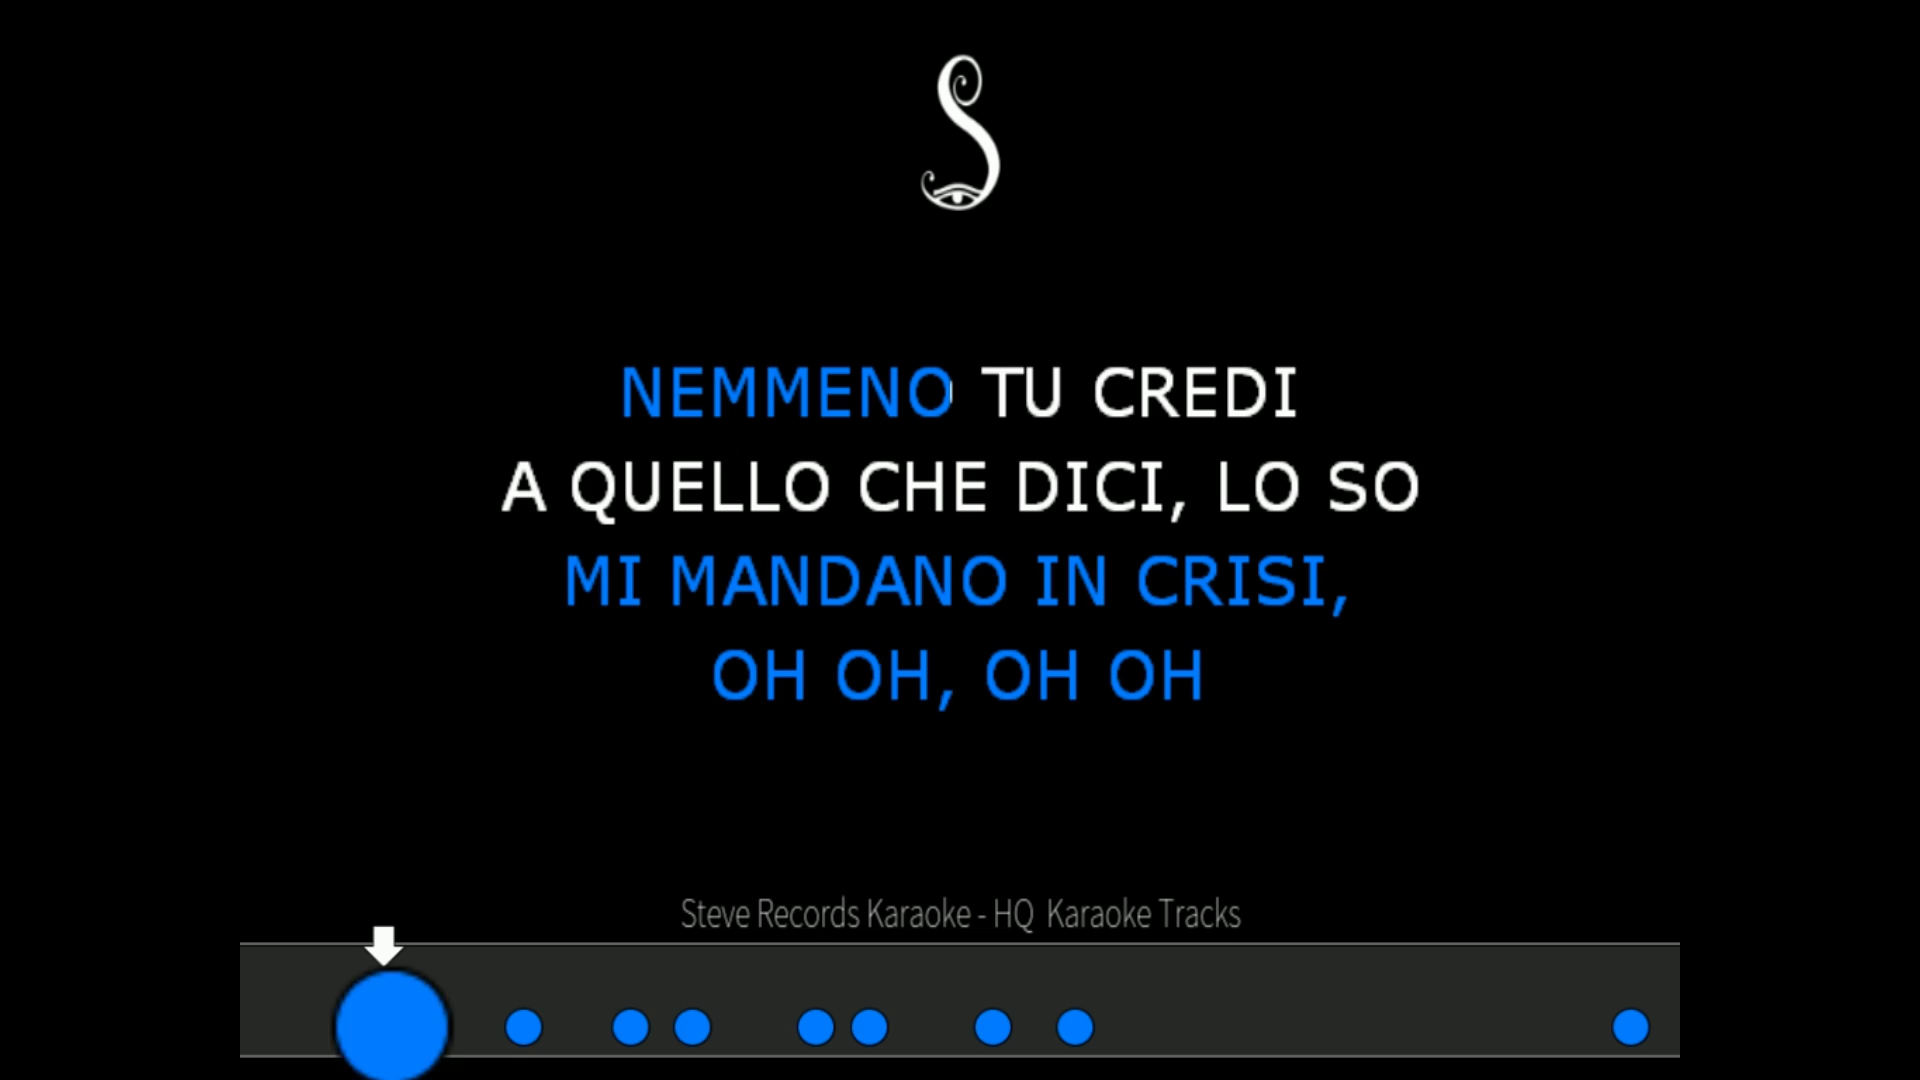 NEMMENO TU CREDI
A QUELLO CHE DICI, LO SO
MI MANDANO IN CRISI,
OH OH, OH OH
Steve Records Karaoke - HQ Karaoke Tracks